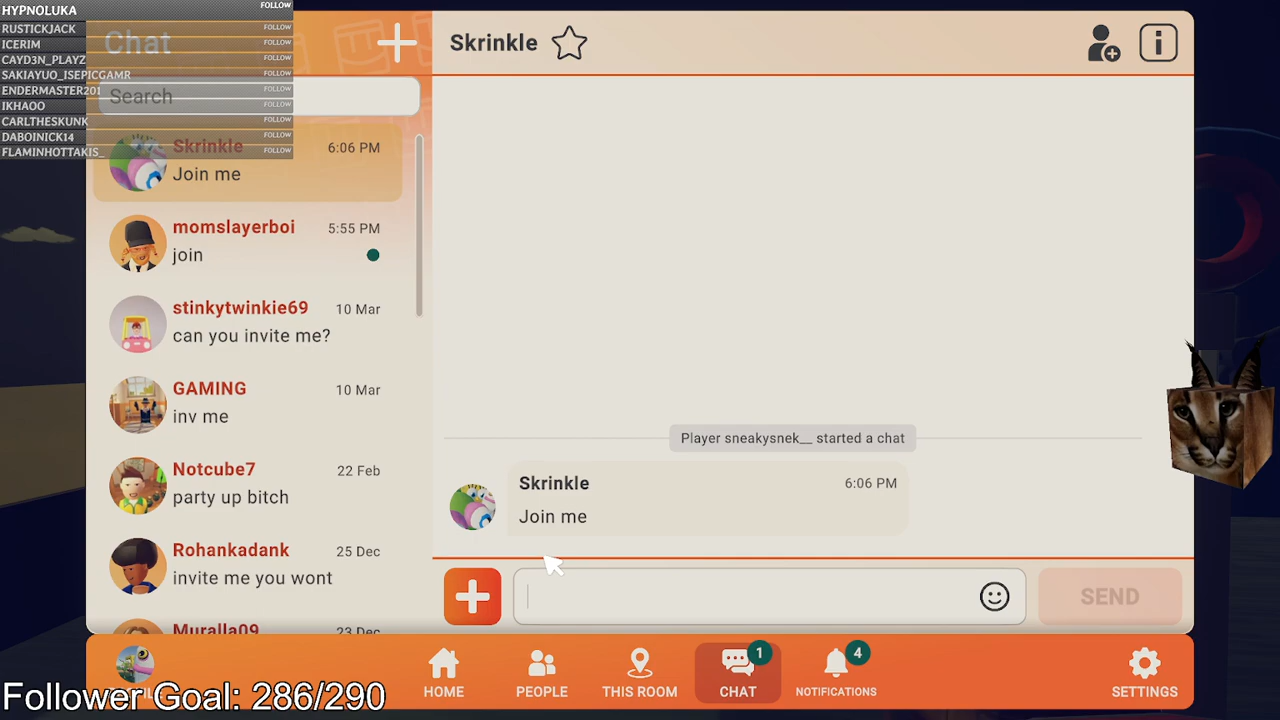 HYPNOLUKA FOLLOW
RUSTICKJACK FOLLOW
ICERIM FOLLOW
CAYD3N_PLAYZ FOLLOW
SAKIAYUO_ISEPICGAMR FOLLOW
ENDERMASTER201 FOLLOW
IKHAOO FOLLOW
CARLTHESKUNK FOLLOW
DABOINICK14 FOLLOW
FLAMINHOTTAKIS_ FOLLOW
Chat
Search
Skrinkle 6:06 PM
Join me
momslayerboi 5:55 PM
join
stinkytwinkie69 10 Mar
can you invite me?
GAMING 10 Mar
inv me
Notcube7 22 Feb
party up bitch
Rohankadank 25 Dec
invite me you wont
Muralla09 23 Dec
Skrinkle
Player sneakysnek__ started a chat
Skrinkle 6:06 PM
Join me
SEND
HOME
PEOPLE
THIS ROOM
CHAT 1
NOTIFICATIONS 4
SETTINGS
Follower Goal: 286/290